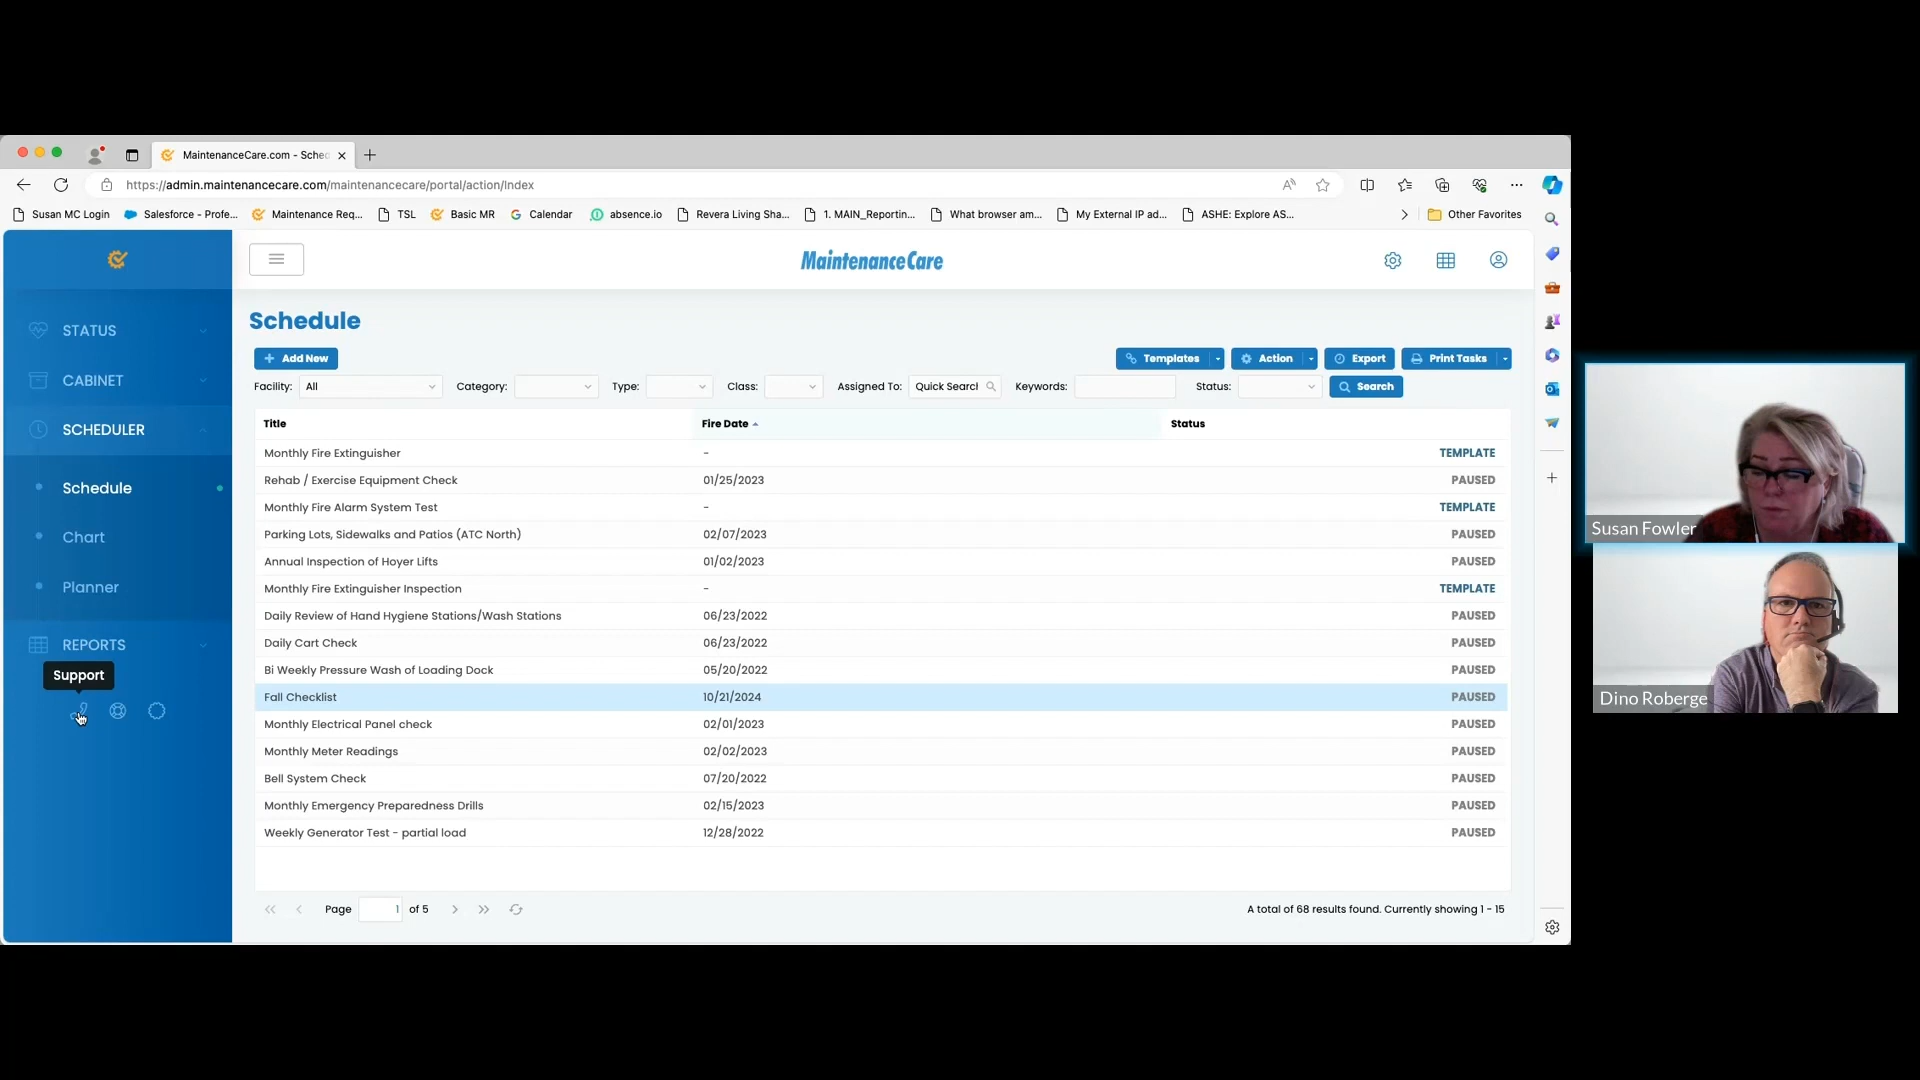 MaintenanceCare.com - Sched
https://admin.maintenancecare.com/maintenancecare/portal/action/Index
Susan MC Login Salesforce - Profe... Maintenance Req... TSL Basic MR Calendar absence.io Revera Living Sha... 1. MAIN_Reportin... What browser am... My External IP ad... ASHE: Explore AS... Other Favorites
MaintenanceCare
STATUS
CABINET
SCHEDULER
Schedule
Chart
Planner
REPORTS
Support
Schedule
Add New Templates Action Export Print Tasks
Facility: All Category: Type: Class: Assigned To: Quick Search Keywords: Status: Search
Title Fire Date Status
Monthly Fire Extinguisher - TEMPLATE
Rehab / Exercise Equipment Check 01/25/2023 PAUSED
Monthly Fire Alarm System Test - TEMPLATE
Parking Lots, Sidewalks and Patios (ATC North) 02/07/2023 PAUSED
Annual Inspection of Hoyer Lifts 01/02/2023 PAUSED
Monthly Fire Extinguisher Inspection - TEMPLATE
Daily Review of Hand Hygiene Stations/Wash Stations 06/23/2022 PAUSED
Daily Cart Check 06/23/2022 PAUSED
Bi Weekly Pressure Wash of Loading Dock 05/20/2022 PAUSED
Fall Checklist 10/21/2024 PAUSED
Monthly Electrical Panel check 02/01/2023 PAUSED
Monthly Meter Readings 02/02/2023 PAUSED
Bell System Check 07/20/2022 PAUSED
Monthly Emergency Preparedness Drills 02/15/2023 PAUSED
Weekly Generator Test - partial load 12/28/2022 PAUSED
Page 1 of 5 A total of 68 results found. Currently showing 1 - 15
Susan Fowler
Dino Roberge